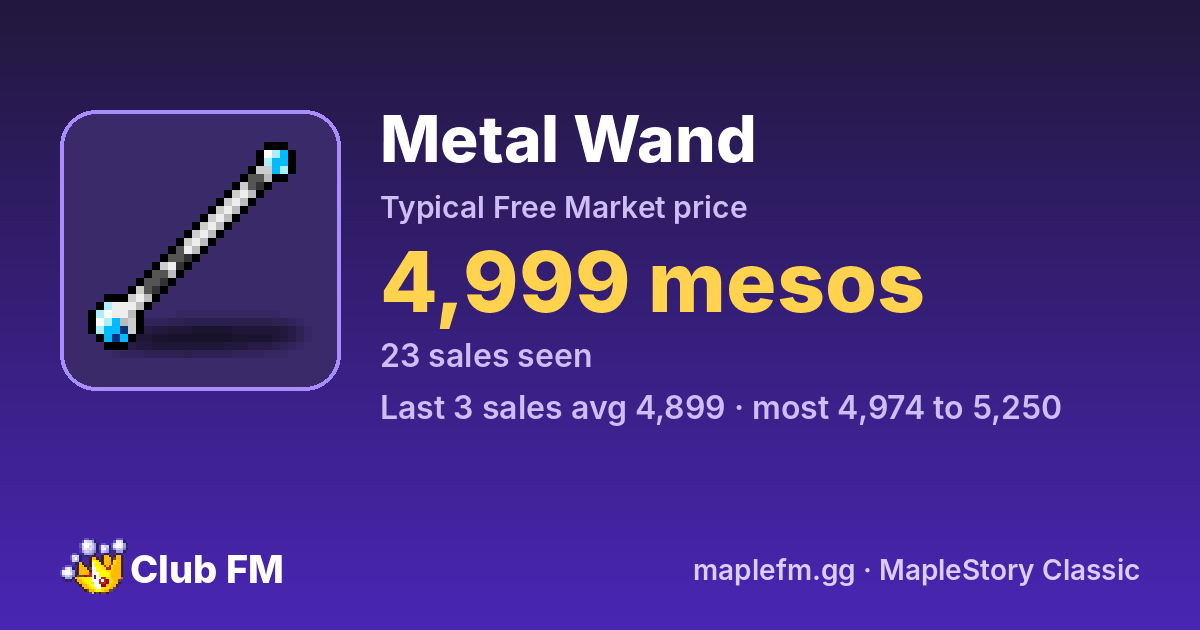 Metal Wand
Typical Free Market price
4,999 mesos
23 sales seen
Last 3 sales avg 4,899 · most 4,974 to 5,250
Club FM
maplefm.gg · MapleStory Classic